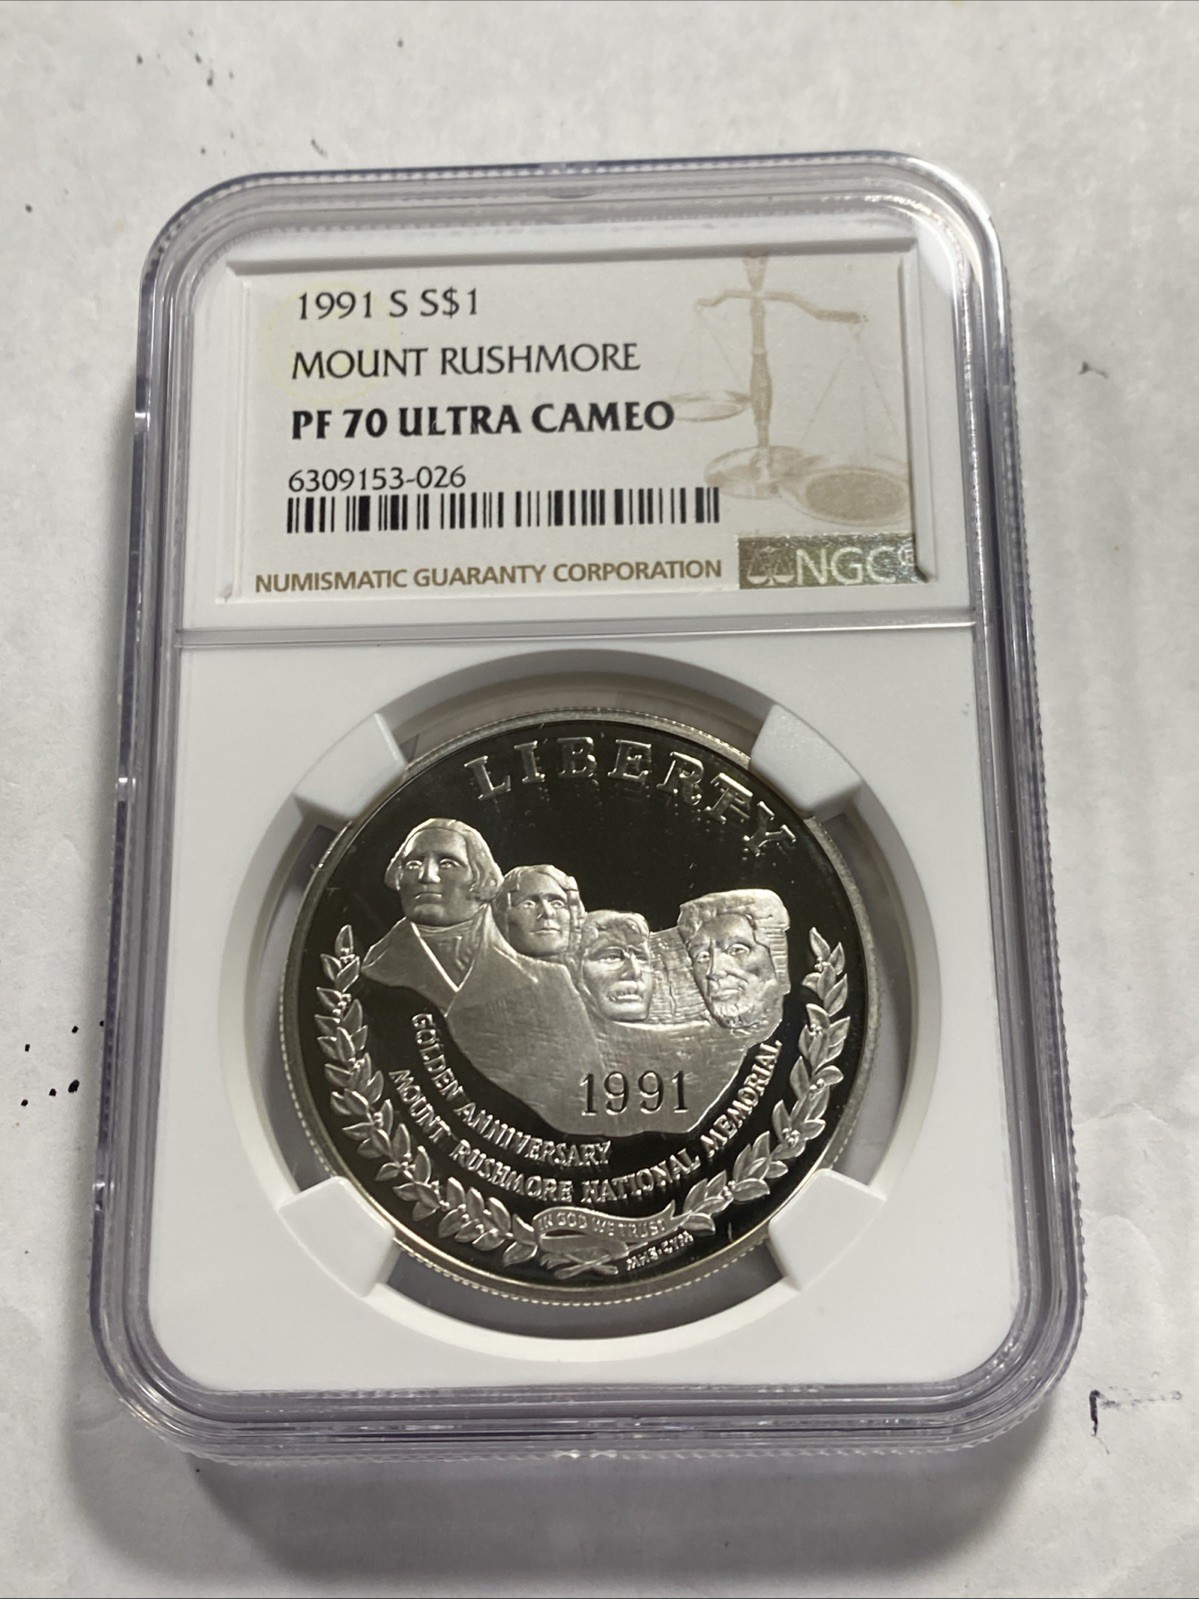 1991 S S$1
MOUNT RUSHMORE
PF 70 ULTRA CAMEO
6309153-026
NUMISMATIC GUARANTY CORPORATION
NGC®
LIBERTY
1991
GOLDEN ANNIVERSARY
MOUNT RUSHMORE NATIONAL MEMORIAL
IN GOD WE TRUST